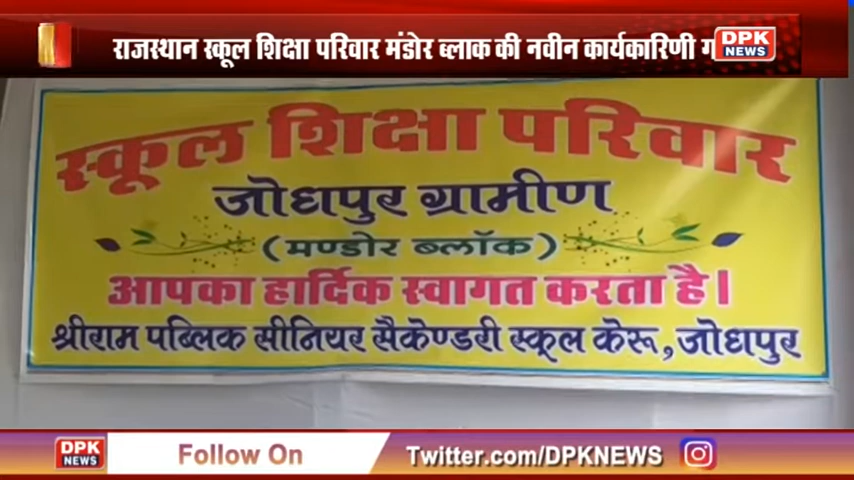 राजस्थान स्कूल शिक्षा परिवार मंडोर ब्लाक की नवीन कार्यकारिणी
DPK NEWS
स्कूल शिक्षा परिवार
जोधपुर ग्रामीण
(मण्डोर ब्लॉक)
आपका हार्दिक स्वागत करता है।
श्रीराम पब्लिक सीनियर सैकेण्डरी स्कूल केरू, जोधपुर
DPK NEWS Follow On Twitter.com/DPKNEWS